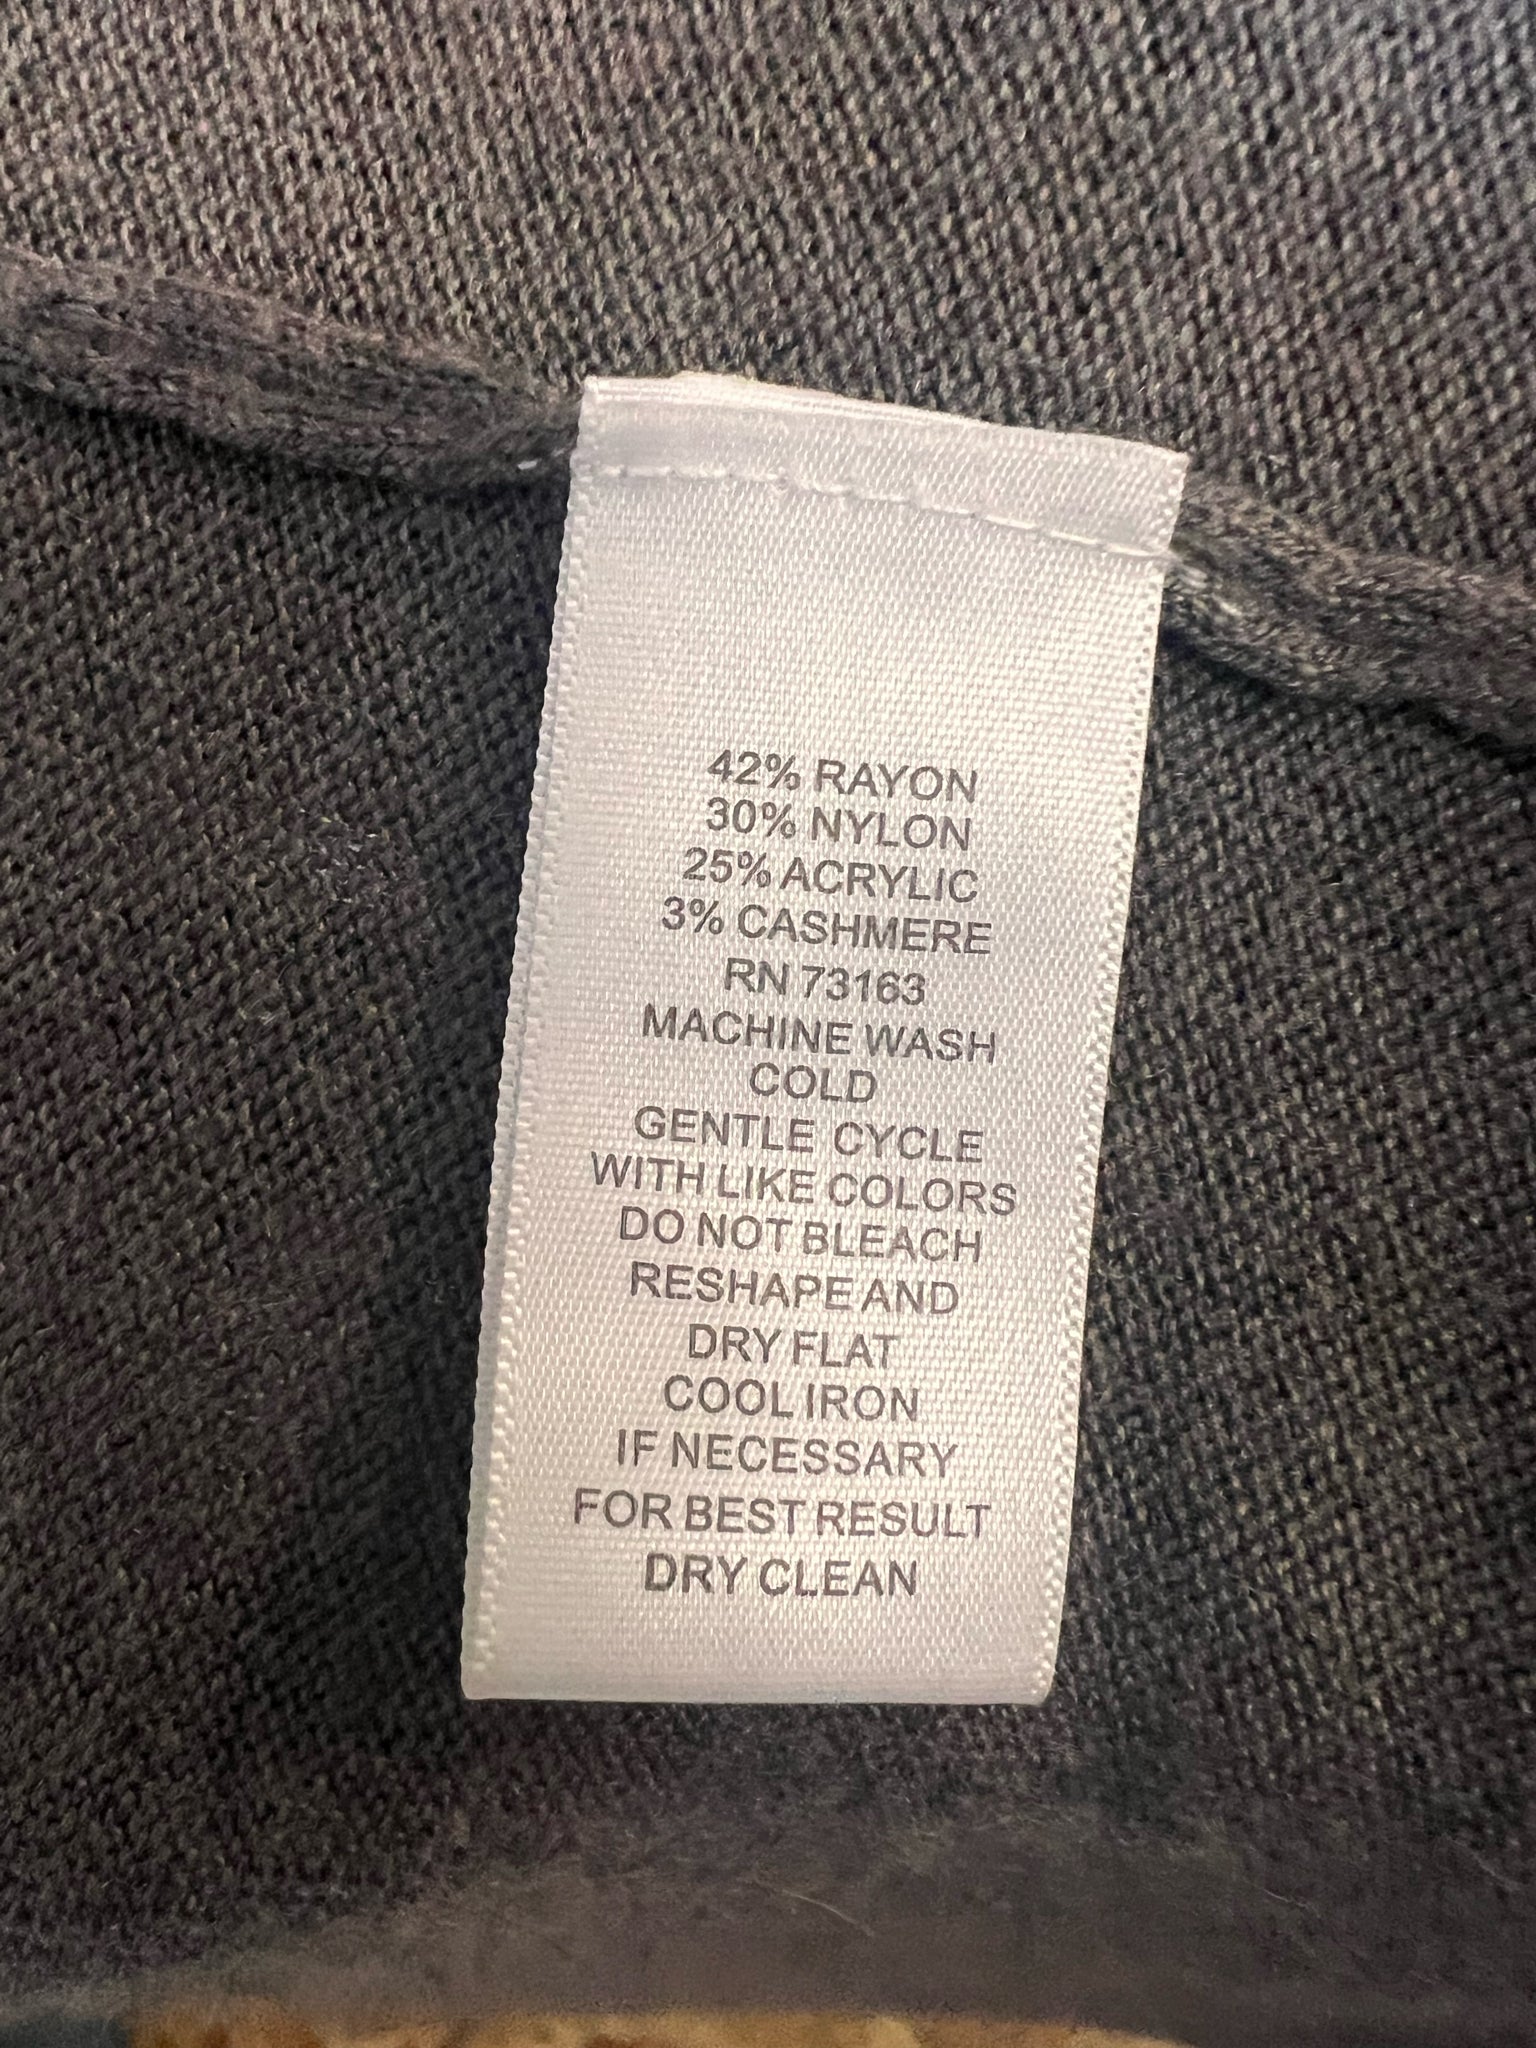 42% RAYON
30% NYLON
25% ACRYLIC
3% CASHMERE
RN 73163
MACHINE WASH
COLD
GENTLE CYCLE
WITH LIKE COLORS
DO NOT BLEACH
RESHAPE AND
DRY FLAT
COOL IRON
IF NECESSARY
FOR BEST RESULT
DRY CLEAN